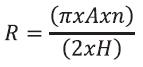 R = (πxAxn) / (2xH)